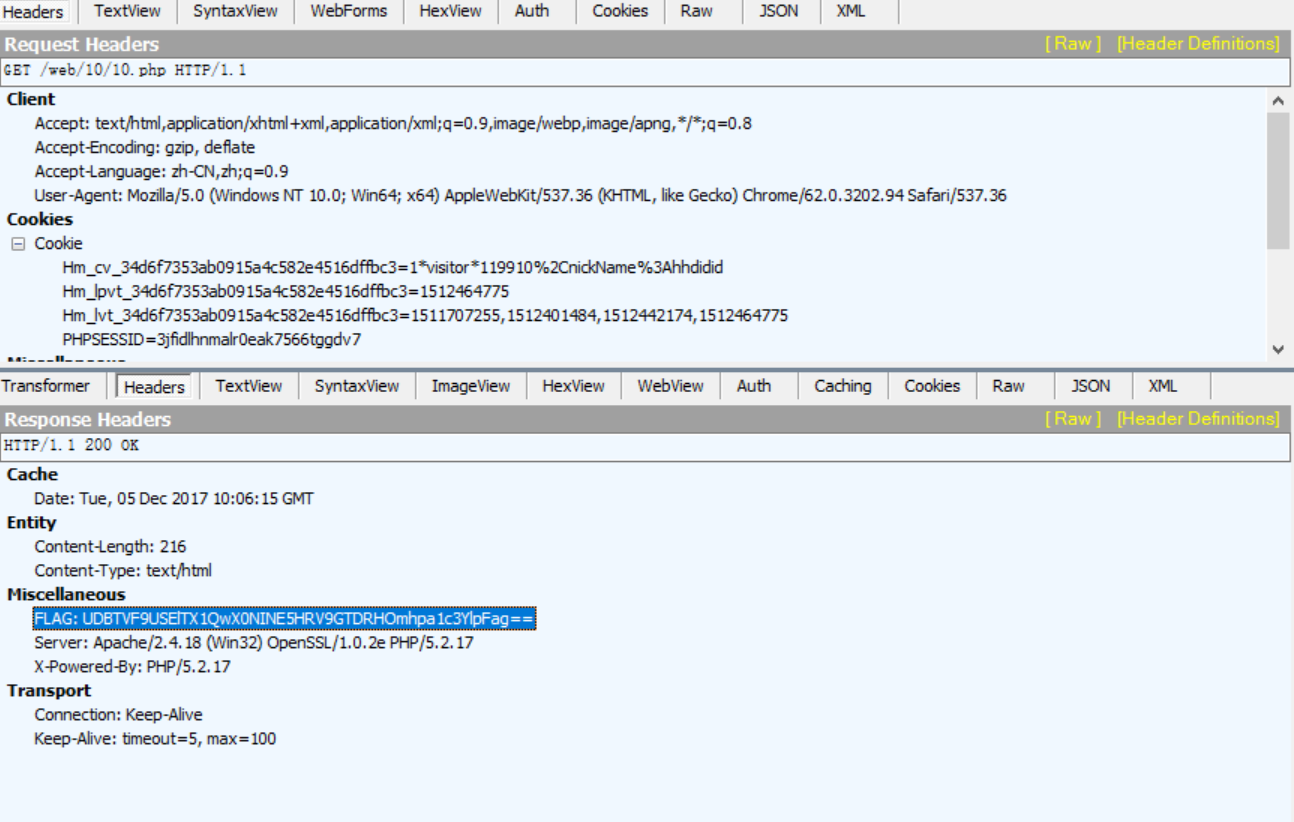 Headers TextView SyntaxView WebForms HexView Auth Cookies Raw JSON XML
Request Headers [ Raw ] [Header Definitions]
GET /web/10/10.php HTTP/1.1
Client
Accept: text/html,application/xhtml+xml,application/xml;q=0.9,image/webp,image/apng,*/*;q=0.8
Accept-Encoding: gzip, deflate
Accept-Language: zh-CN,zh;q=0.9
User-Agent: Mozilla/5.0 (Windows NT 10.0; Win64; x64) AppleWebKit/537.36 (KHTML, like Gecko) Chrome/62.0.3202.94 Safari/537.36
Cookies
Cookie
Hm_cv_34d6f7353ab0915a4c582e4516dffbc3=1*visitor*119910%2CnickName%3Ahhdidid
Hm_lpvt_34d6f7353ab0915a4c582e4516dffbc3=1512464775
Hm_lvt_34d6f7353ab0915a4c582e4516dffbc3=1511707255,1512401484,1512442174,1512464775
PHPSESSID=3jfidlhnmalr0eak7566tggdv7
Miscellaneous
Transformer Headers TextView SyntaxView ImageView HexView WebView Auth Caching Cookies Raw JSON XML
Response Headers [ Raw ] [Header Definitions]
HTTP/1.1 200 OK
Cache
Date: Tue, 05 Dec 2017 10:06:15 GMT
Entity
Content-Length: 216
Content-Type: text/html
Miscellaneous
FLAG: UDBTVF9USElTX1QwX0NINE5HRV9GTDRHOmhpa1c3YlpFag==
Server: Apache/2.4.18 (Win32) OpenSSL/1.0.2e PHP/5.2.17
X-Powered-By: PHP/5.2.17
Transport
Connection: Keep-Alive
Keep-Alive: timeout=5, max=100